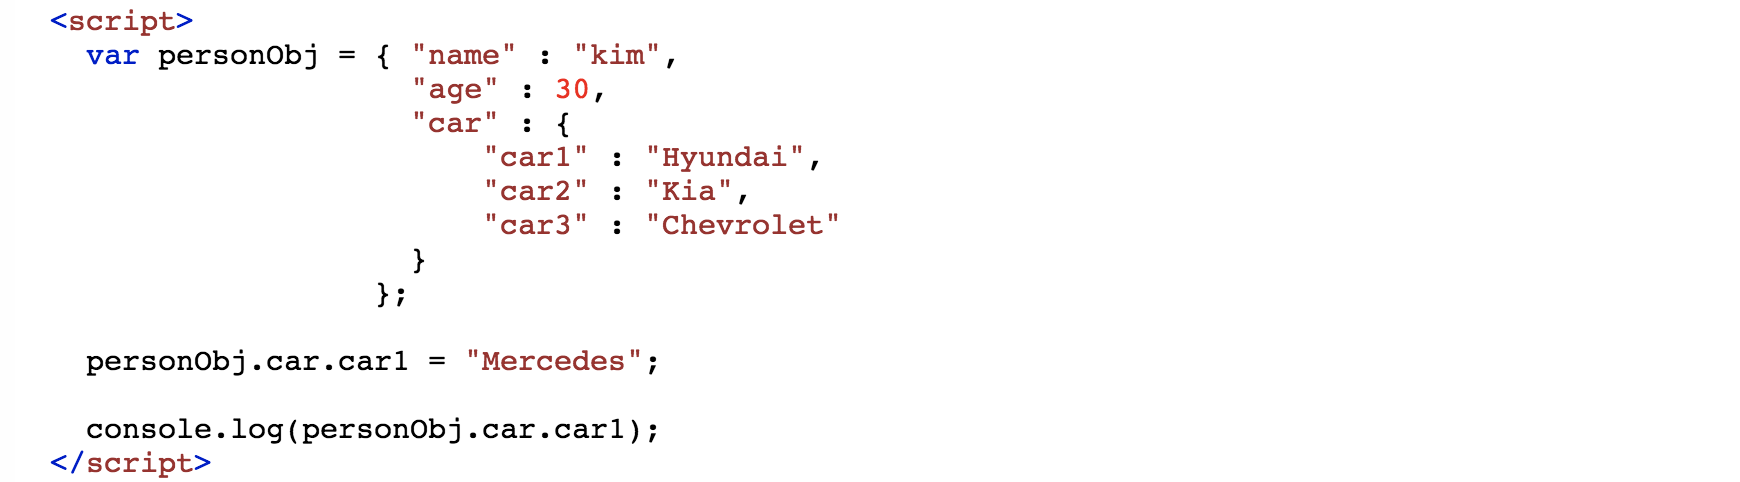 <script>
var personObj = { "name" : "kim",
"age" : 30,
"car" : {
"car1" : "Hyundai",
"car2" : "Kia",
"car3" : "Chevrolet"
}
};
personObj.car.car1 = "Mercedes";
console.log(personObj.car.car1);
</script>